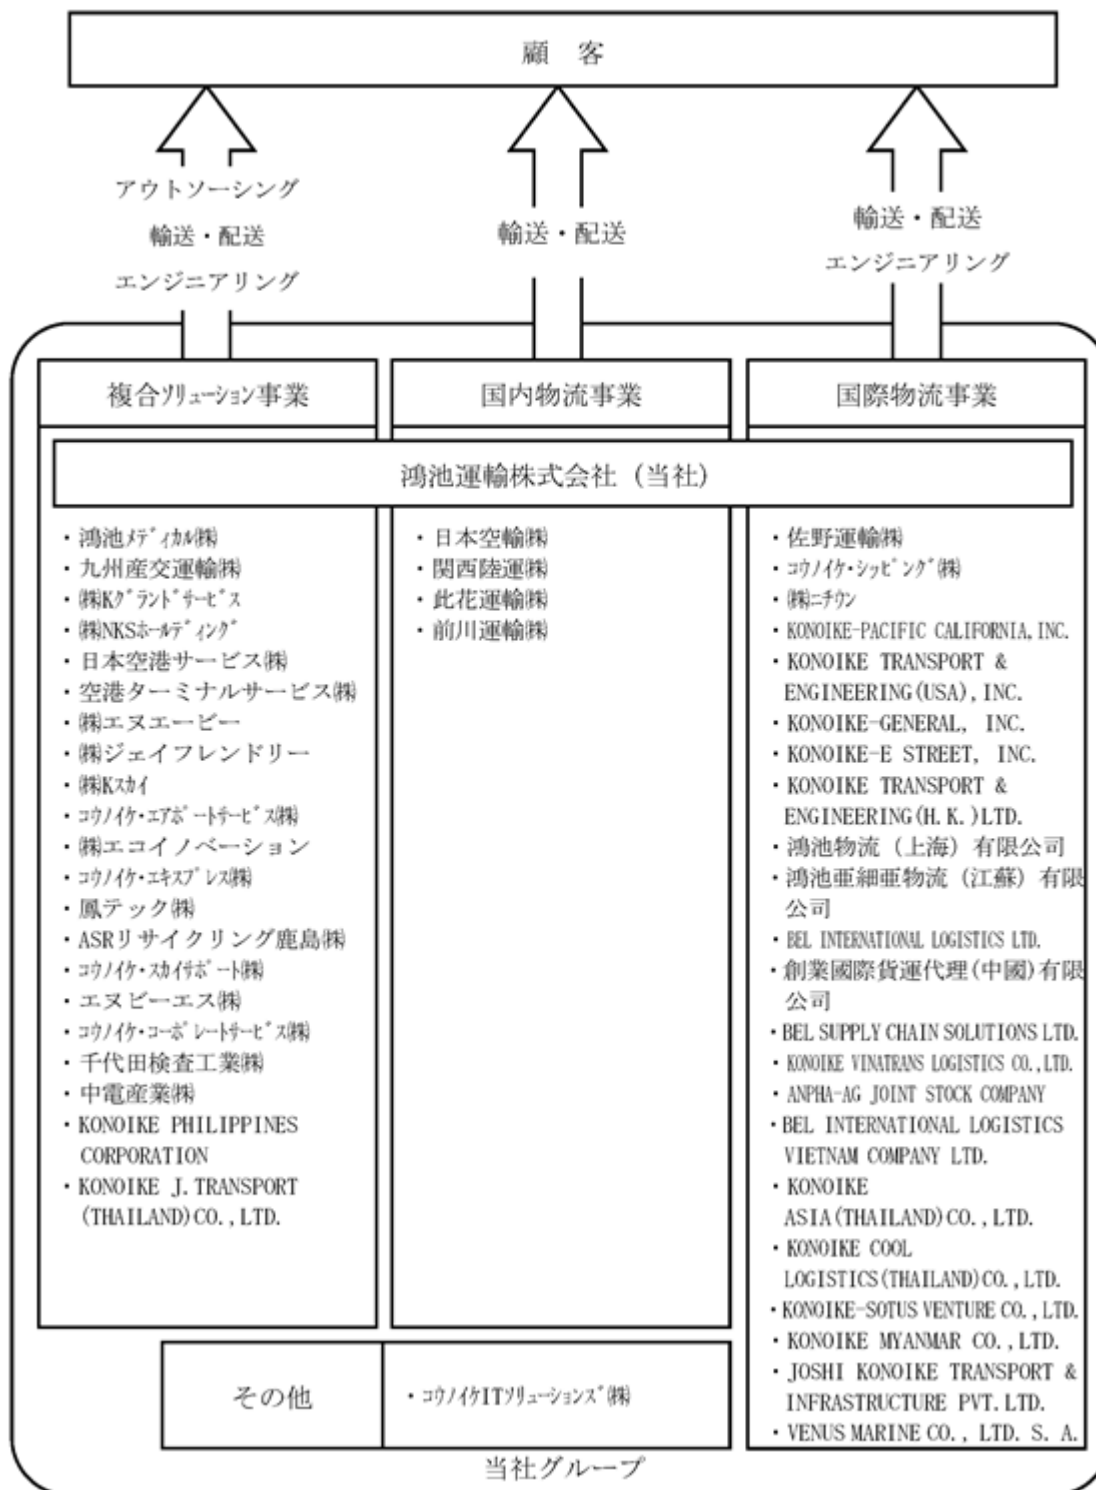 顧 客
アウトソーシング
輸送・配送
エンジニアリング
輸送・配送
輸送・配送
エンジニアリング
複合ソリューション事業
国内物流事業
国際物流事業
鴻池運輸株式会社（当社）
・鴻池メディカル㈱
・九州産交運輸㈱
・㈱Kグランドサービス
・㈱NKSホールディング
・日本空港サービス㈱
・空港ターミナルサービス㈱
・㈱エヌエービー
・㈱ジェイフレンドリー
・㈱Kスカイ
・コウノイケ・エアポートサービス㈱
・㈱エコイノベーション
・コウノイケ・エキスプレス㈱
・鳳テック㈱
・ASRリサイクリング鹿島㈱
・コウノイケ・スカイサポート㈱
・エヌビーエス㈱
・コウノイケ・コーポレートサービス㈱
・千代田検査工業㈱
・中電産業㈱
・KONOIKE PHILIPPINES
CORPORATION
・KONOIKE J.TRANSPORT
(THAILAND)CO.,LTD.
・日本空輸㈱
・関西陸運㈱
・此花運輸㈱
・前川運輸㈱
・佐野運輸㈱
・コウノイケ・シッピング㈱
・㈱ニチウン
・KONOIKE-PACIFIC CALIFORNIA,INC.
・KONOIKE TRANSPORT &
ENGINEERING(USA),INC.
・KONOIKE-GENERAL, INC.
・KONOIKE-E STREET, INC.
・KONOIKE TRANSPORT &
ENGINEERING(H.K.)LTD.
・鴻池物流（上海）有限公司
・鴻池亜細亜物流（江蘇）有限
公司
・BEL INTERNATIONAL LOGISTICS LTD.
・創業國際貨運代理(中國)有限
公司
・BEL SUPPLY CHAIN SOLUTIONS LTD.
・KONOIKE VINATRANS LOGISTICS CO.,LTD.
・ANPHA-AG JOINT STOCK COMPANY
・BEL INTERNATIONAL LOGISTICS
VIETNAM COMPANY LTD.
・KONOIKE
ASIA(THAILAND)CO.,LTD.
・KONOIKE COOL
LOGISTICS(THAILAND)CO.,LTD.
・KONOIKE-SOTUS VENTURE CO.,LTD.
・KONOIKE MYANMAR CO.,LTD.
・JOSHI KONOIKE TRANSPORT &
INFRASTRUCTURE PVT.LTD.
・VENUS MARINE CO., LTD. S. A.
その他
・コウノイケITソリューションズ㈱
当社グループ